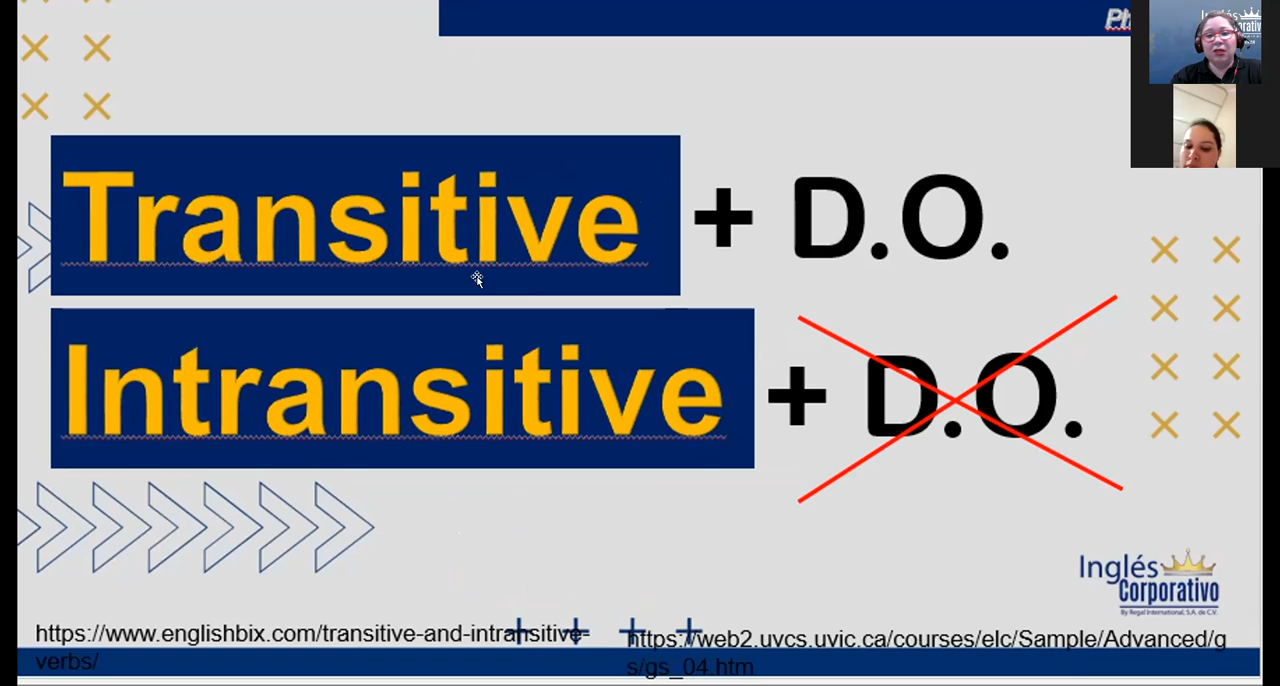 Transitive + D.O.
Intransitive + D.O.
Inglés
Corporativo
By Regal International, S.A. de C.V.
https://www.englishbix.com/transitive-and-intransitive-
verbs/
https://web2.uvcs.uvic.ca/courses/elc/Sample/Advanced/g
s/gs_04.htm